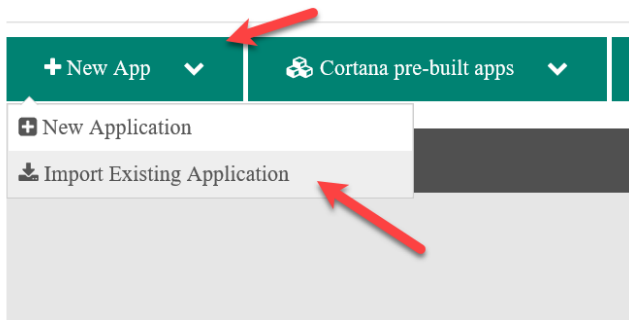 New App
Cortana pre-built apps
New Application
Import Existing Application